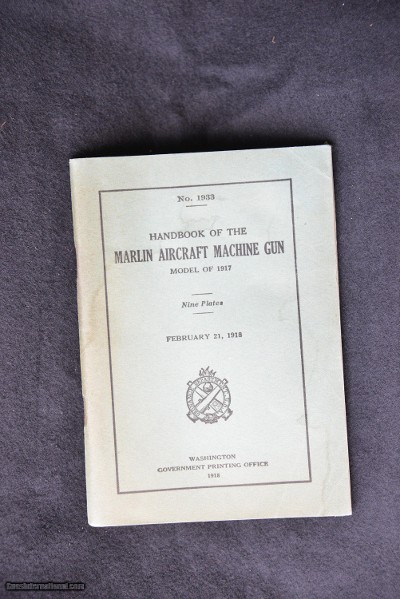 No. 1933
HANDBOOK OF THE
MARLIN AIRCRAFT MACHINE GUN
MODEL OF 1917
Nine Plates
FEBRUARY 21, 1918
WASHINGTON
GOVERNMENT PRINTING OFFICE
1918